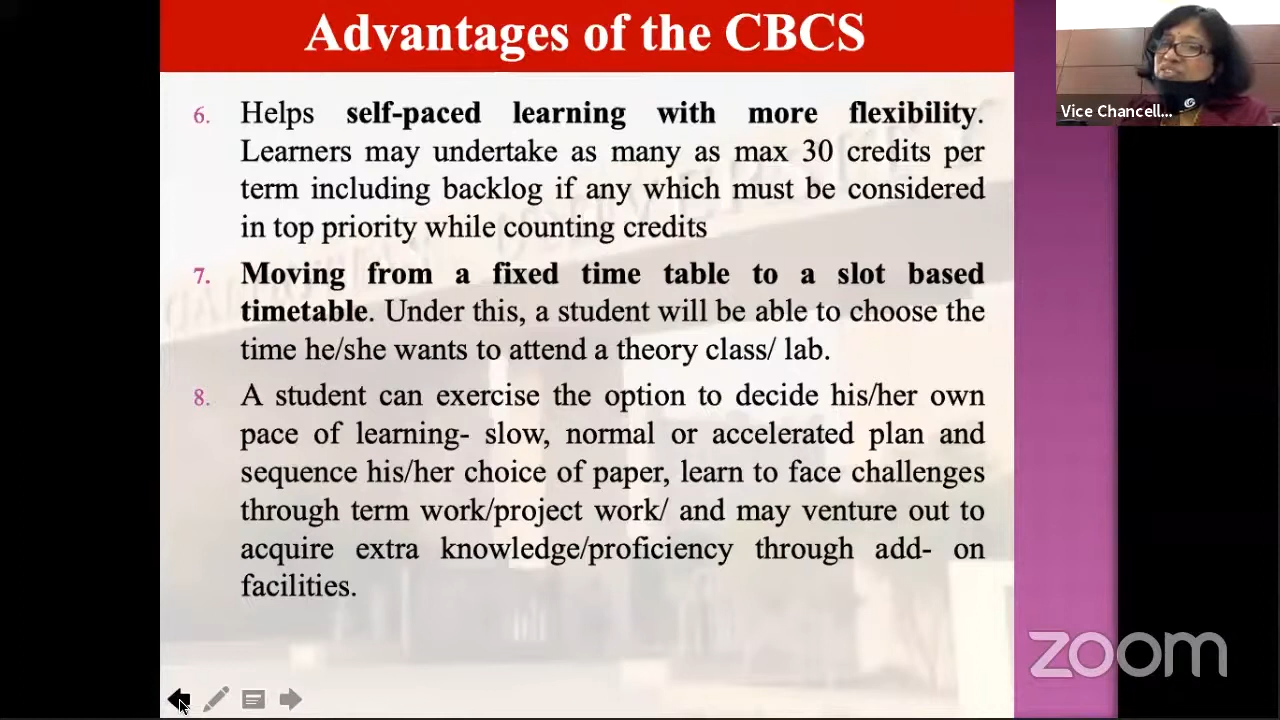 Advantages of the CBCS
6. Helps self-paced learning with more flexibility.
Learners may undertake as many as max 30 credits per
term including backlog if any which must be considered
in top priority while counting credits
7. Moving from a fixed time table to a slot based
timetable. Under this, a student will be able to choose the
time he/she wants to attend a theory class/ lab.
8. A student can exercise the option to decide his/her own
pace of learning- slow, normal or accelerated plan and
sequence his/her choice of paper, learn to face challenges
through term work/project work/ and may venture out to
acquire extra knowledge/proficiency through add- on
facilities.
Vice Chancell...
zoom